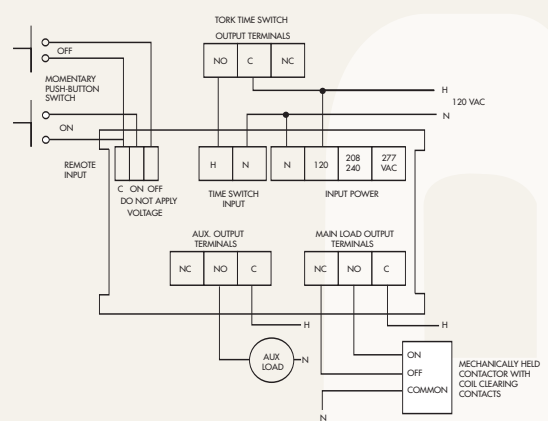 TORK TIME SWITCH
OUTPUT TERMINALS
NO C NC
OFF
MOMENTARY
PUSH-BUTTON
SWITCH
ON
H
120 VAC
N
REMOTE
INPUT
C ON OFF
DO NOT APPLY
VOLTAGE
H N
TIME SWITCH
INPUT
N 120 208
240 277
VAC
INPUT POWER
AUX. OUTPUT
TERMINALS
NC NO C
MAIN LOAD OUTPUT
TERMINALS
NC NO C
H
AUX
LOAD
N
H
ON
OFF
COMMON
N
MECHANICALLY HELD
CONTACTOR WITH
COIL CLEARING
CONTACTS